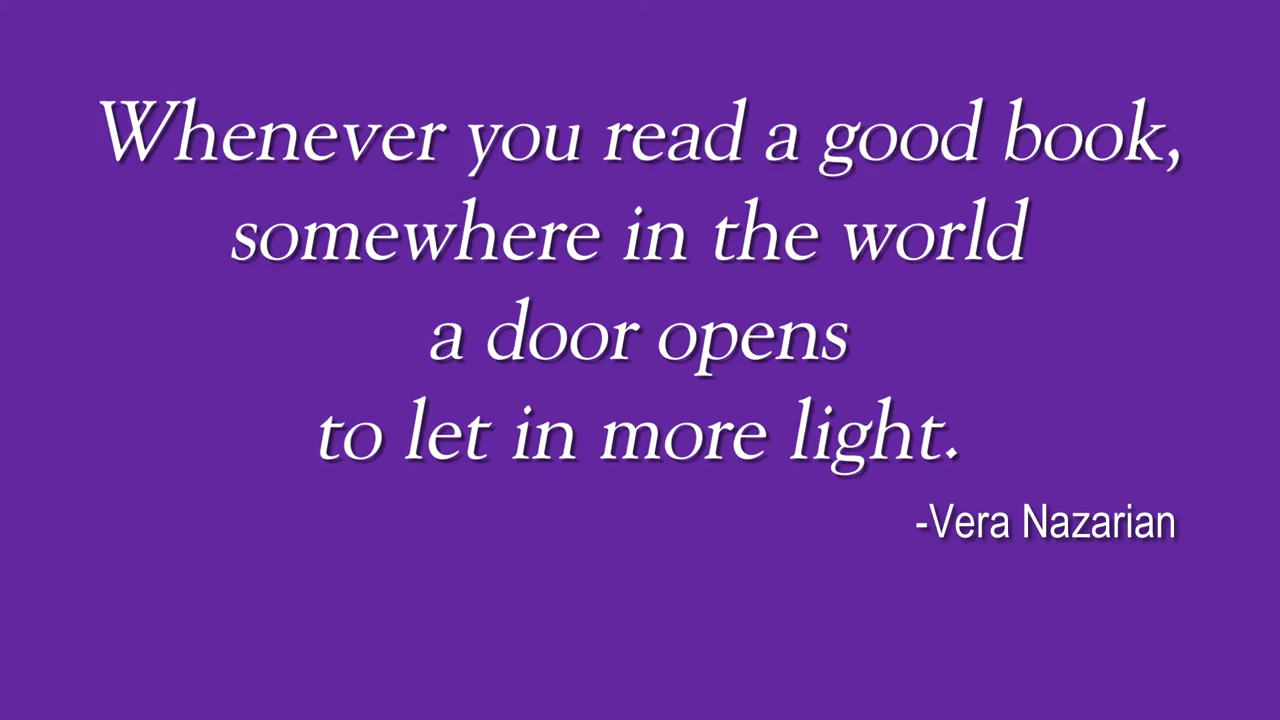 Whenever you read a good book,
somewhere in the world
a door opens
to let in more light.
-Vera Nazarian